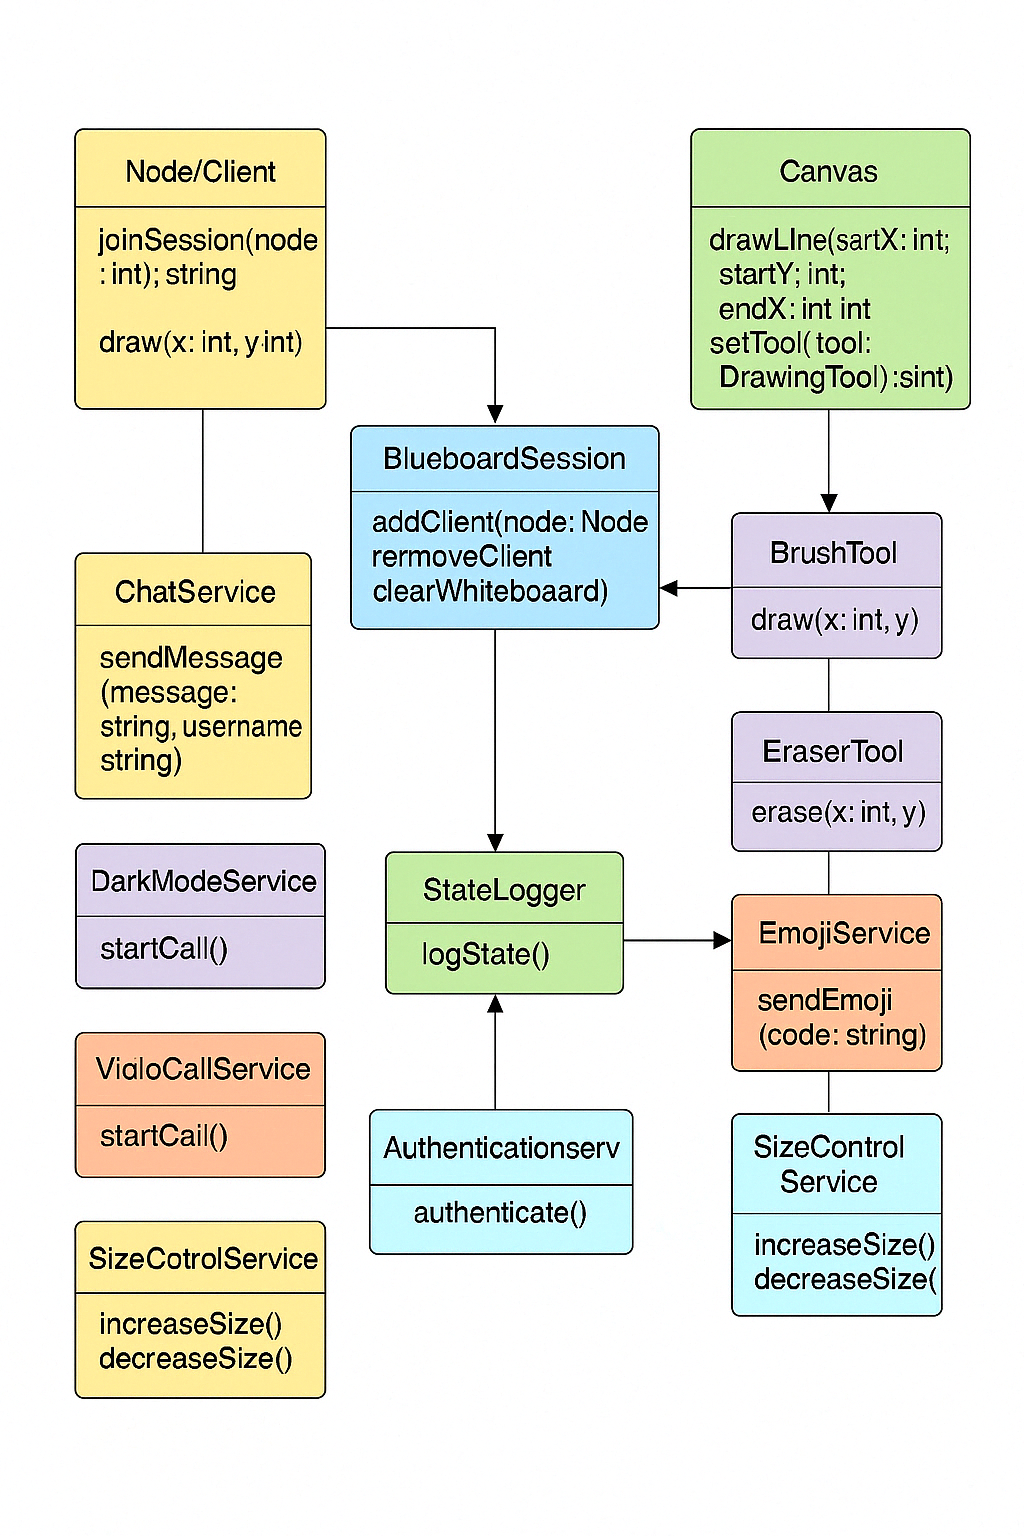 Node/Client
joinSession(node
: int); string
draw(x: int, y·int)
Canvas
drawLIne(sartX: int;
startY; int;
endX: int int
setTool( tool:
DrawingTool) :sint)
BlueboardSession
addClient(node: Node
rermoveClient
clearWhiteboaard)
BrushTool
draw(x: int, y)
ChatService
sendMessage
(message:
string, username
string)
EraserTool
erase(x: int, y)
DarkModeService
startCall()
StateLogger
logState()
EmojiService
sendEmoji
(code: string)
VidloCallService
startCail()
Authenticationserv
authenticate()
SizeControl
Service
increaseSize()
decreaseSize(
SizeCotrolService
increaseSize()
decreaseSize()